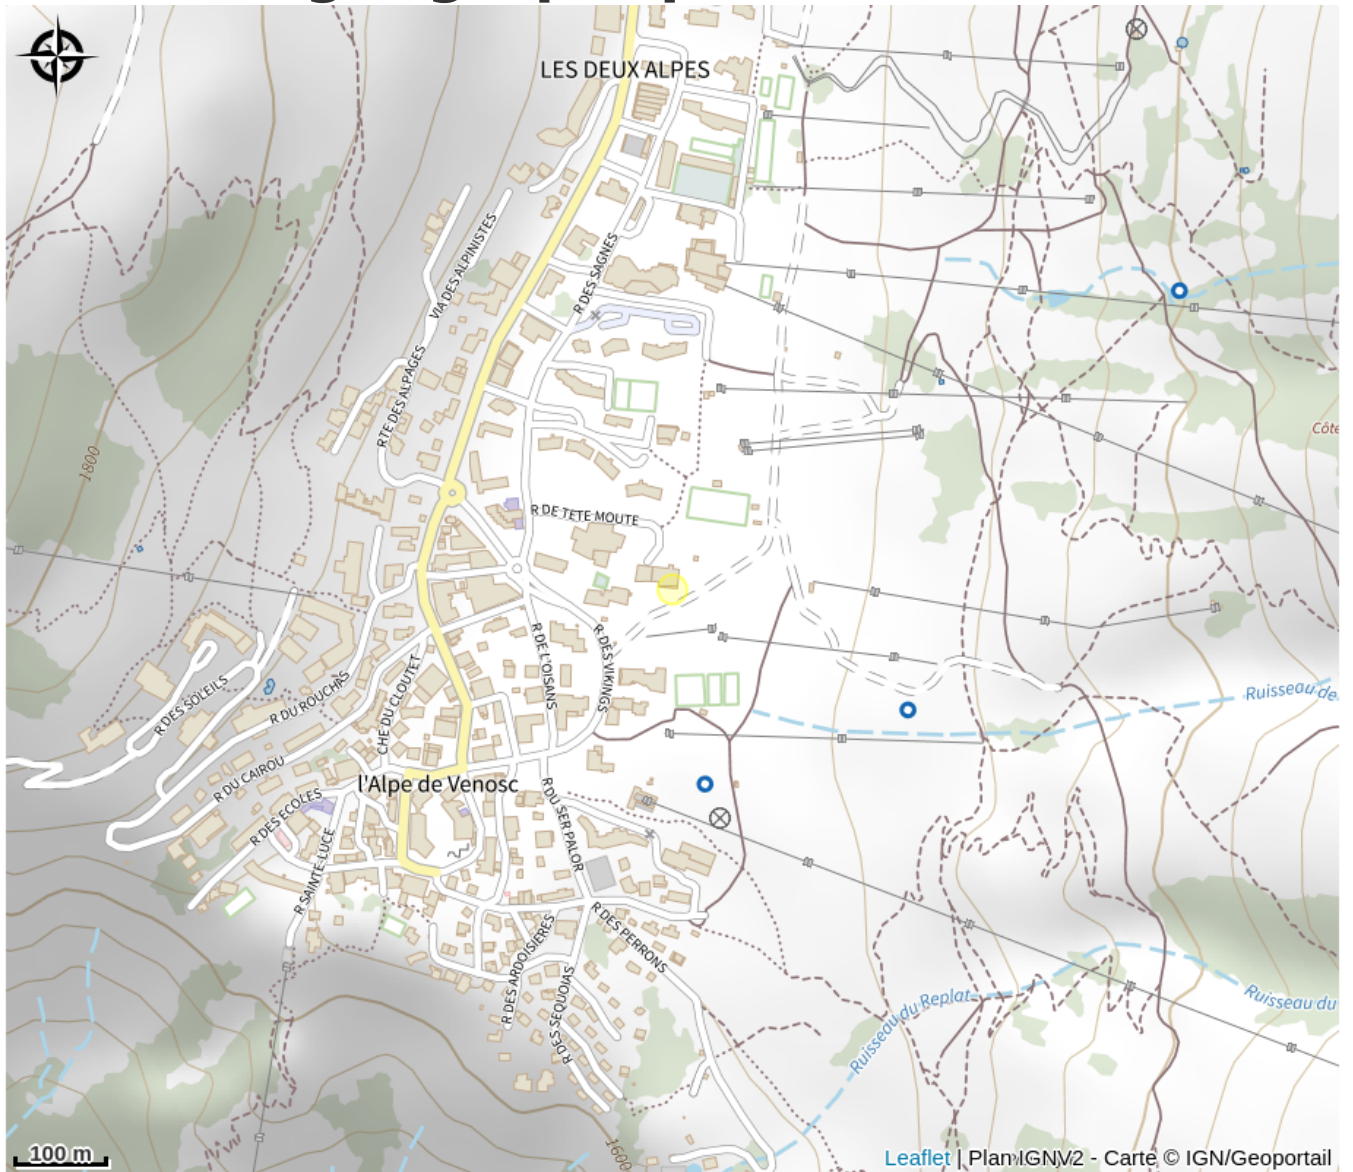 LES DEUX ALPES
VIA DES ALPINISTES
R DES SAGNES
RTE DES ALPAGES
1800
Côte
R DE TETE MOUTE
R DE L'OISANS
R DES VIKINGS
CHE DU CLOUTET
R DES SOLEILS
R DU ROUCHAS
Ruisseau de
R DU CAIROU
l'Alpe de Venosc
R DES ECOLES
R DU SER PALOR
R SAINTE-LUCE
R DES PERRONS
R DES ARDOISIERES
R DES SEQUOIAS
Ruisseau du Replat
Ruisseau du
1600
100 m
Leaflet | Plan IGNV2 - Carte © IGN/Geoportail